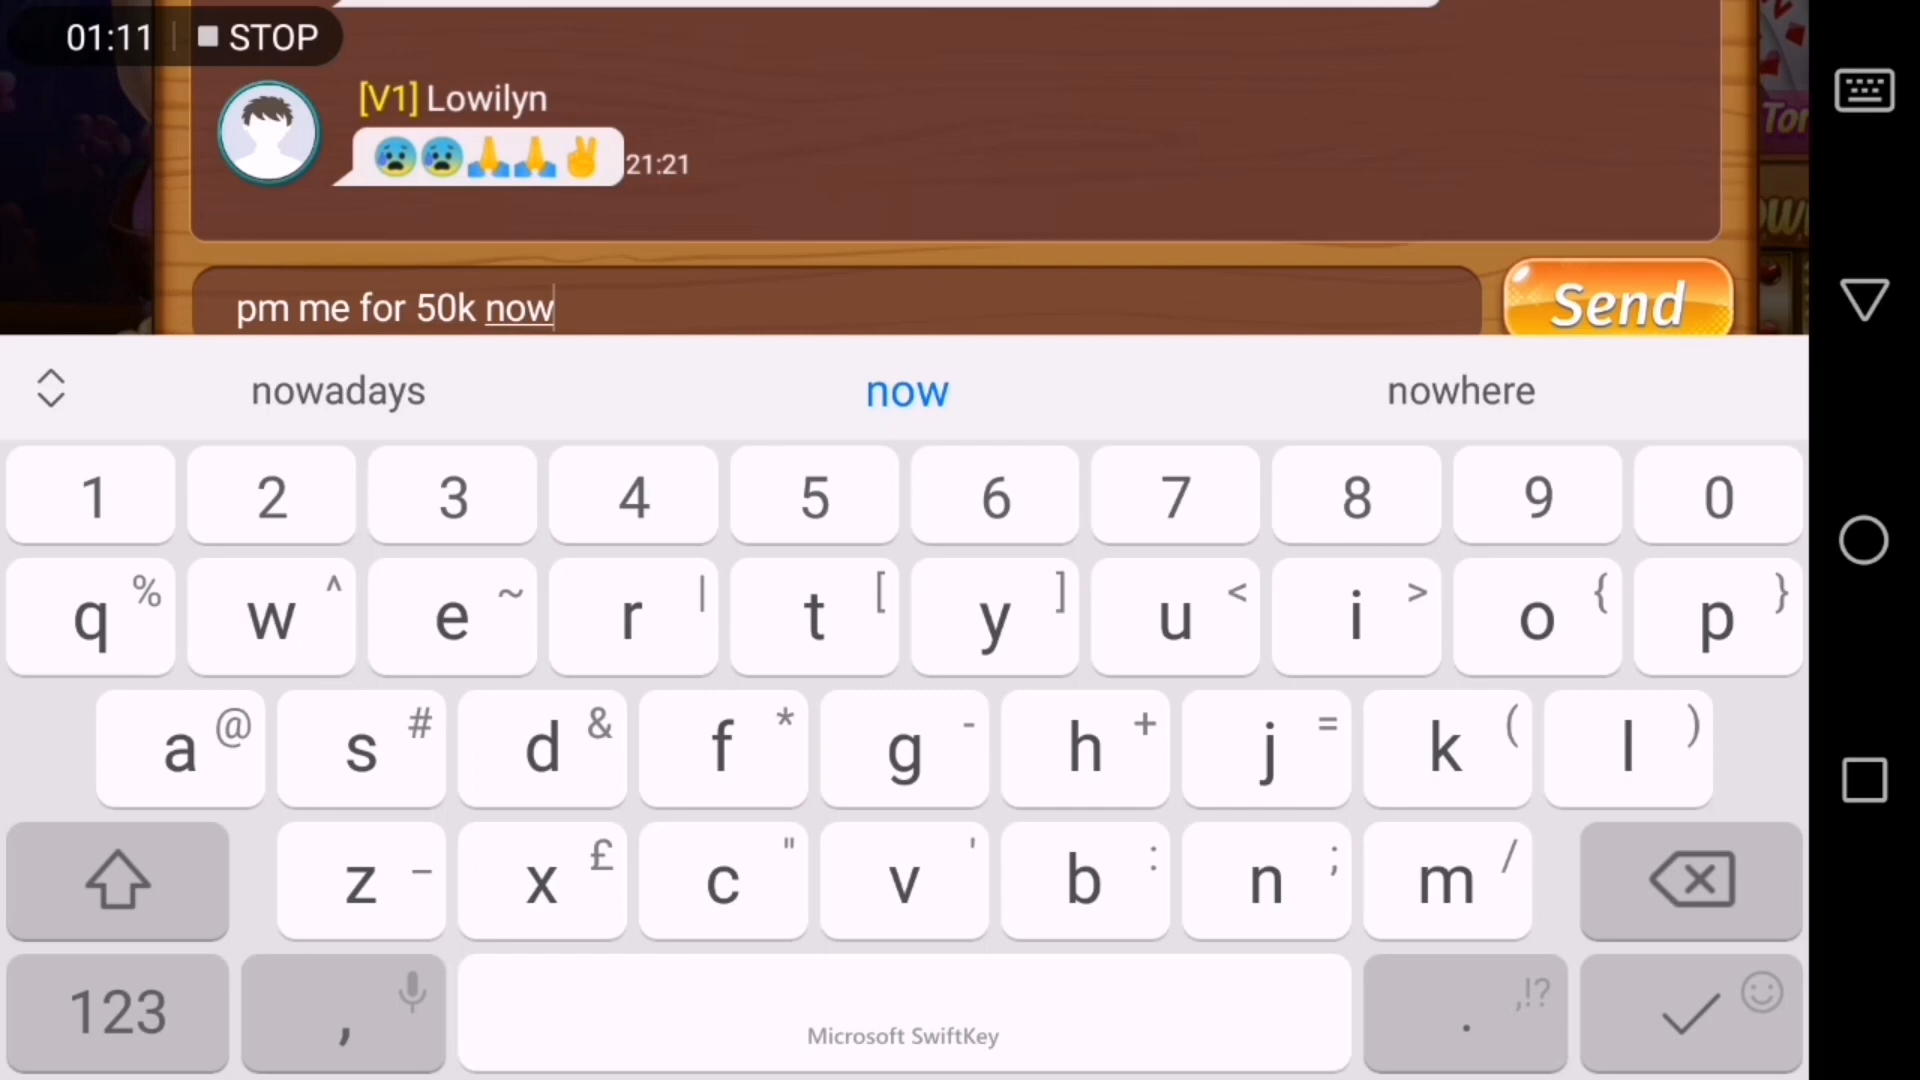 01:11 STOP
[V1] Lowilyn
😰😰🙏🙏✌ 21:21
pm me for 50k now
Send
nowadays now nowhere
1 2 3 4 5 6 7 8 9 0
q % w ^ e ~ r | t [ y ] u < i > o { p }
a @ s # d & f * g - h + j = k ( l )
z _ x £ c " v ' b : n ; m /
123 , Microsoft SwiftKey . ,!?